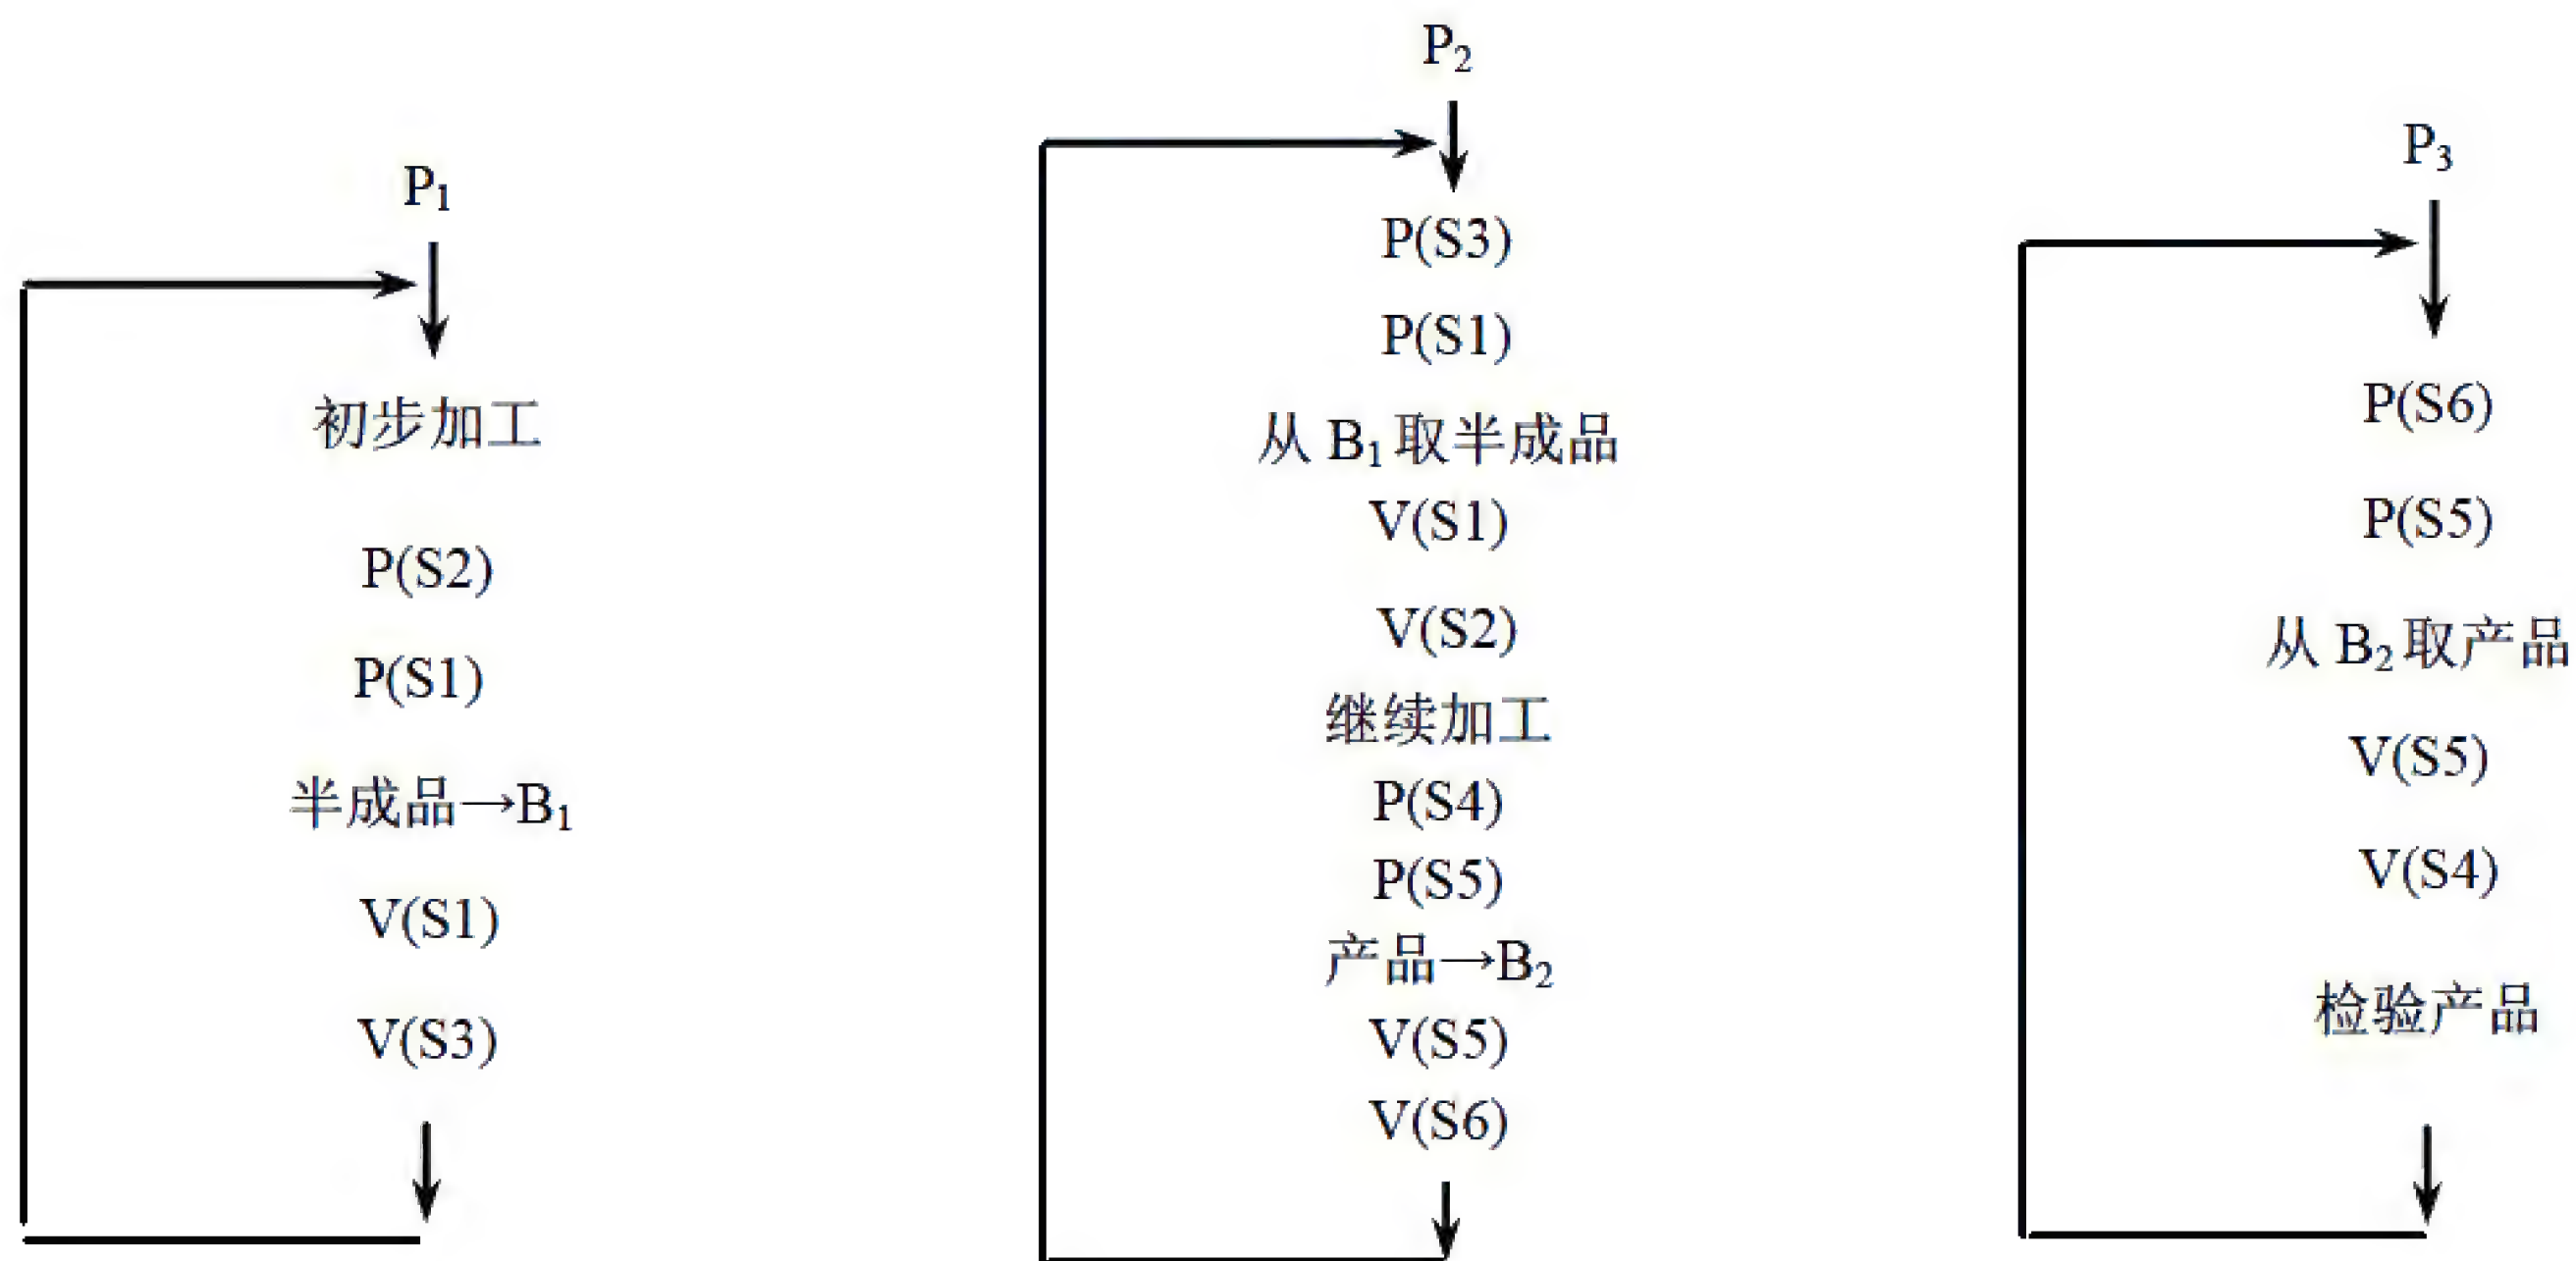 P₁
初步加工
P(S2)
P(S1)
半成品→B₁
V(S1)
V(S3)
P₂
P(S3)
P(S1)
从 B₁ 取半成品
V(S1)
V(S2)
继续加工
P(S4)
P(S5)
产品→B₂
V(S5)
V(S6)
P₃
P(S6)
P(S5)
从 B₂ 取产品
V(S5)
V(S4)
检验产品